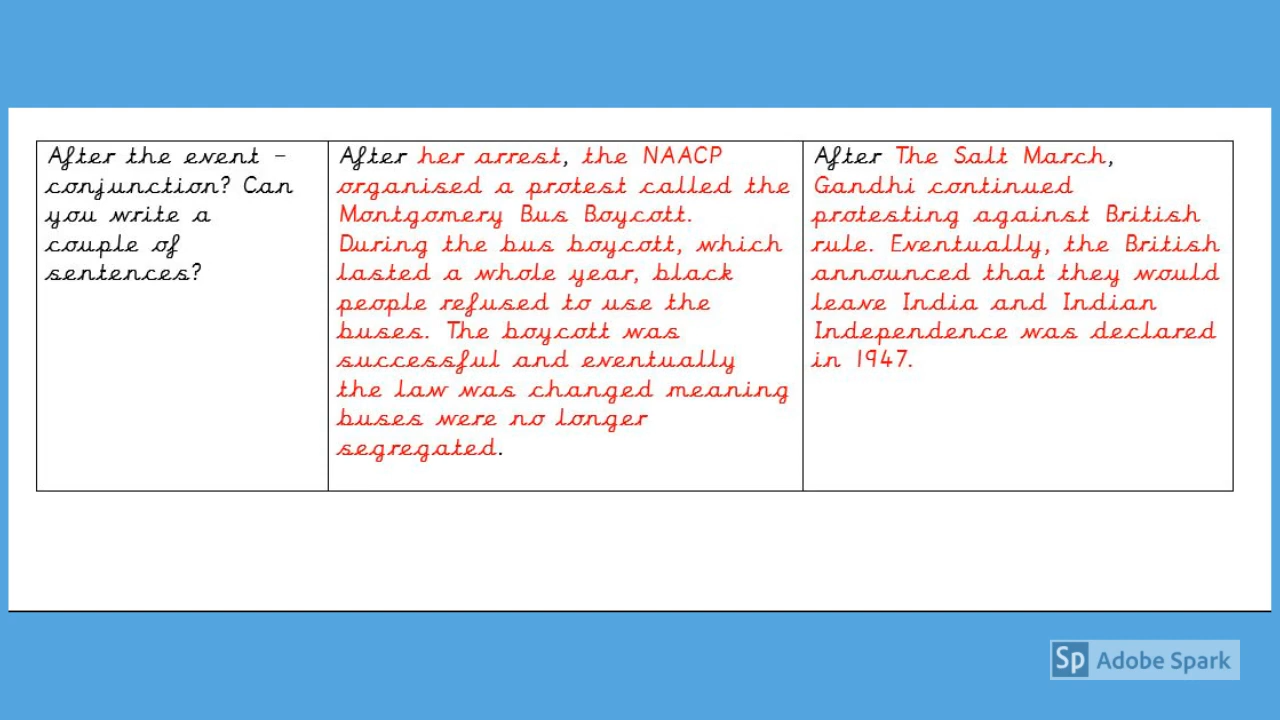 After the event –
conjunction? Can
you write a
couple of
sentences?
After her arrest, the NAACP
organised a protest called the
Montgomery Bus Boycott.
During the bus boycott, which
lasted a whole year, black
people refused to use the
buses. The boycott was
successful and eventually
the law was changed meaning
buses were no longer
segregated.
After The Salt March,
Gandhi continued
protesting against British
rule. Eventually, the British
announced that they would
leave India and Indian
Independence was declared
in 1947.
Sp Adobe Spark